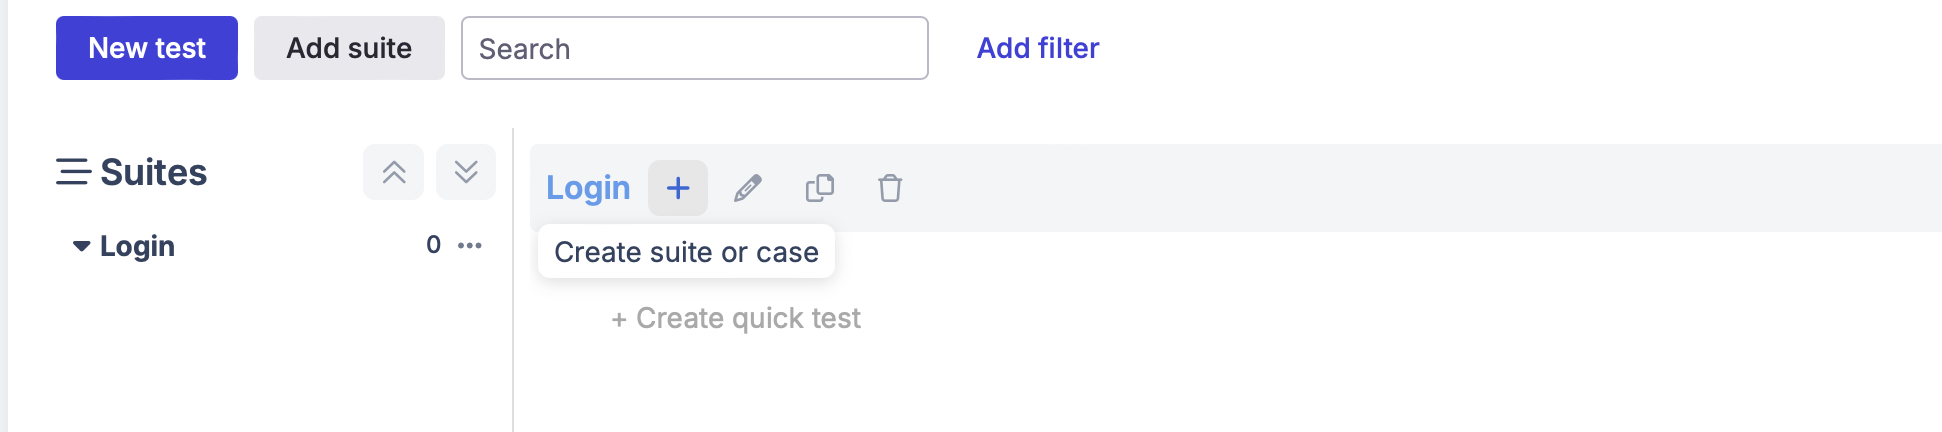 New test Add suite Search Add filter
Suites
Login 0
Login
Create suite or case
+ Create quick test